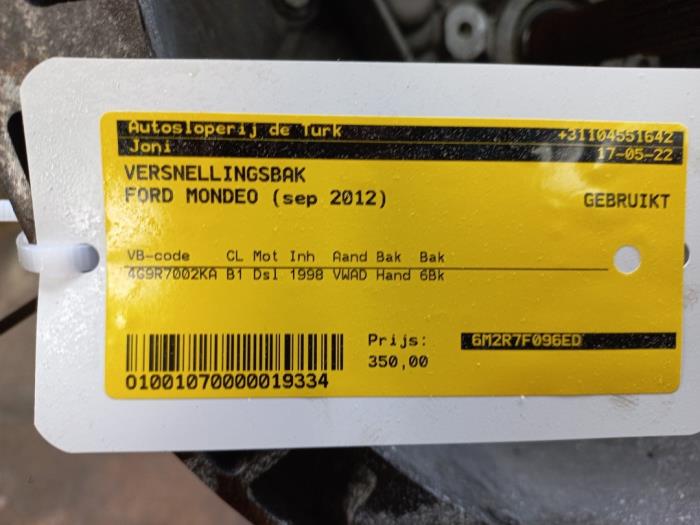 Autosloperij de Turk +31104551642
Joni 17-05-22
VERSNELLINGSBAK
FORD MONDEO (sep 2012) GEBRUIKT
VB-code CL Mot Inh Aand Bak Bak
4G9R7002KA B1 Dsl 1998 VWAD Hand 6Bk
Prijs: 6M2R7F096ED
350,00
01001070000019334